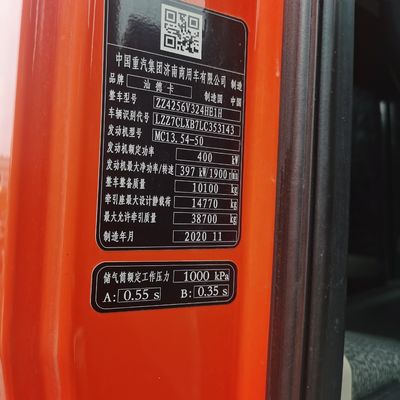 中国重汽集团济南商用车有限公司 制造
品牌 汕德卡 制造国 中国
整车型号 ZZ4256V324HE1H
车辆识别代号 LZZ7CLXB7LC353143
发动机型号 MC13.54-50
发动机额定功率 400 kW
发动机最大净功率/转速 397 kW/1900 r/min
整车整备质量 10100 kg
牵引座最大设计静载荷 14770 kg
最大允许牵引质量 38700 kg
制造年月 2020 11
储气筒额定工作压力 1000 kPa
A: 0.55 s B: 0.35 s